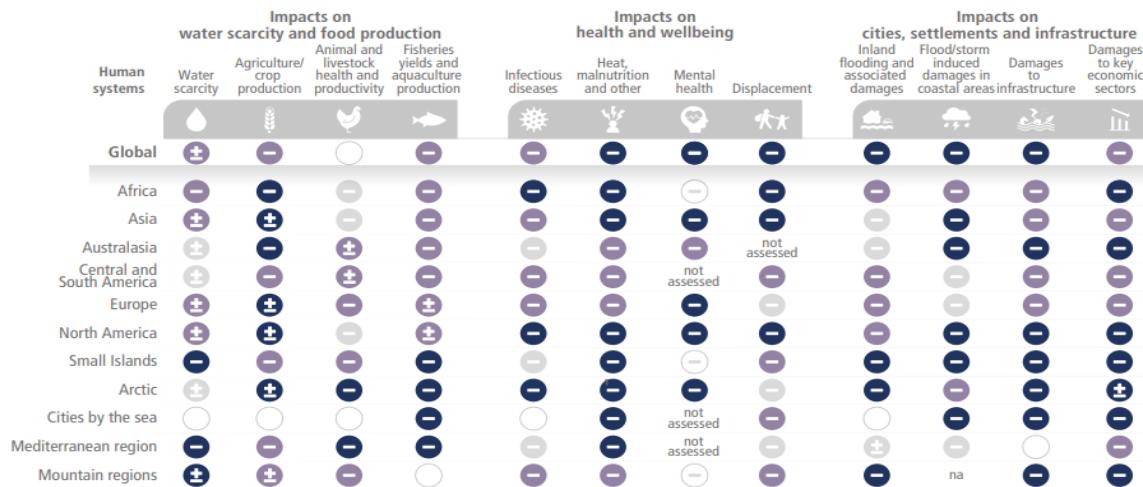 Impacts on
water scarcity and food production
Impacts on
health and wellbeing
Impacts on
cities, settlements and infrastructure
Human
systems
Water
scarcity
Agriculture/
crop
production
Animal and
livestock
health and
productivity
Fisheries
yields and
aquaculture
production
Infectious
diseases
Heat,
malnutrition
and other
Mental
health
Displacement
Inland
flooding and
associated
damages
Flood/storm
induced
damages in
coastal areas
Damages
to
infrastructure
Damages
to key
economic
sectors
Global
Africa
Asia
Australasia
not
assessed
Central and
South America
not
assessed
Europe
North America
Small Islands
Arctic
Cities by the sea
not
assessed
Mediterranean region
not
assessed
Mountain regions
na